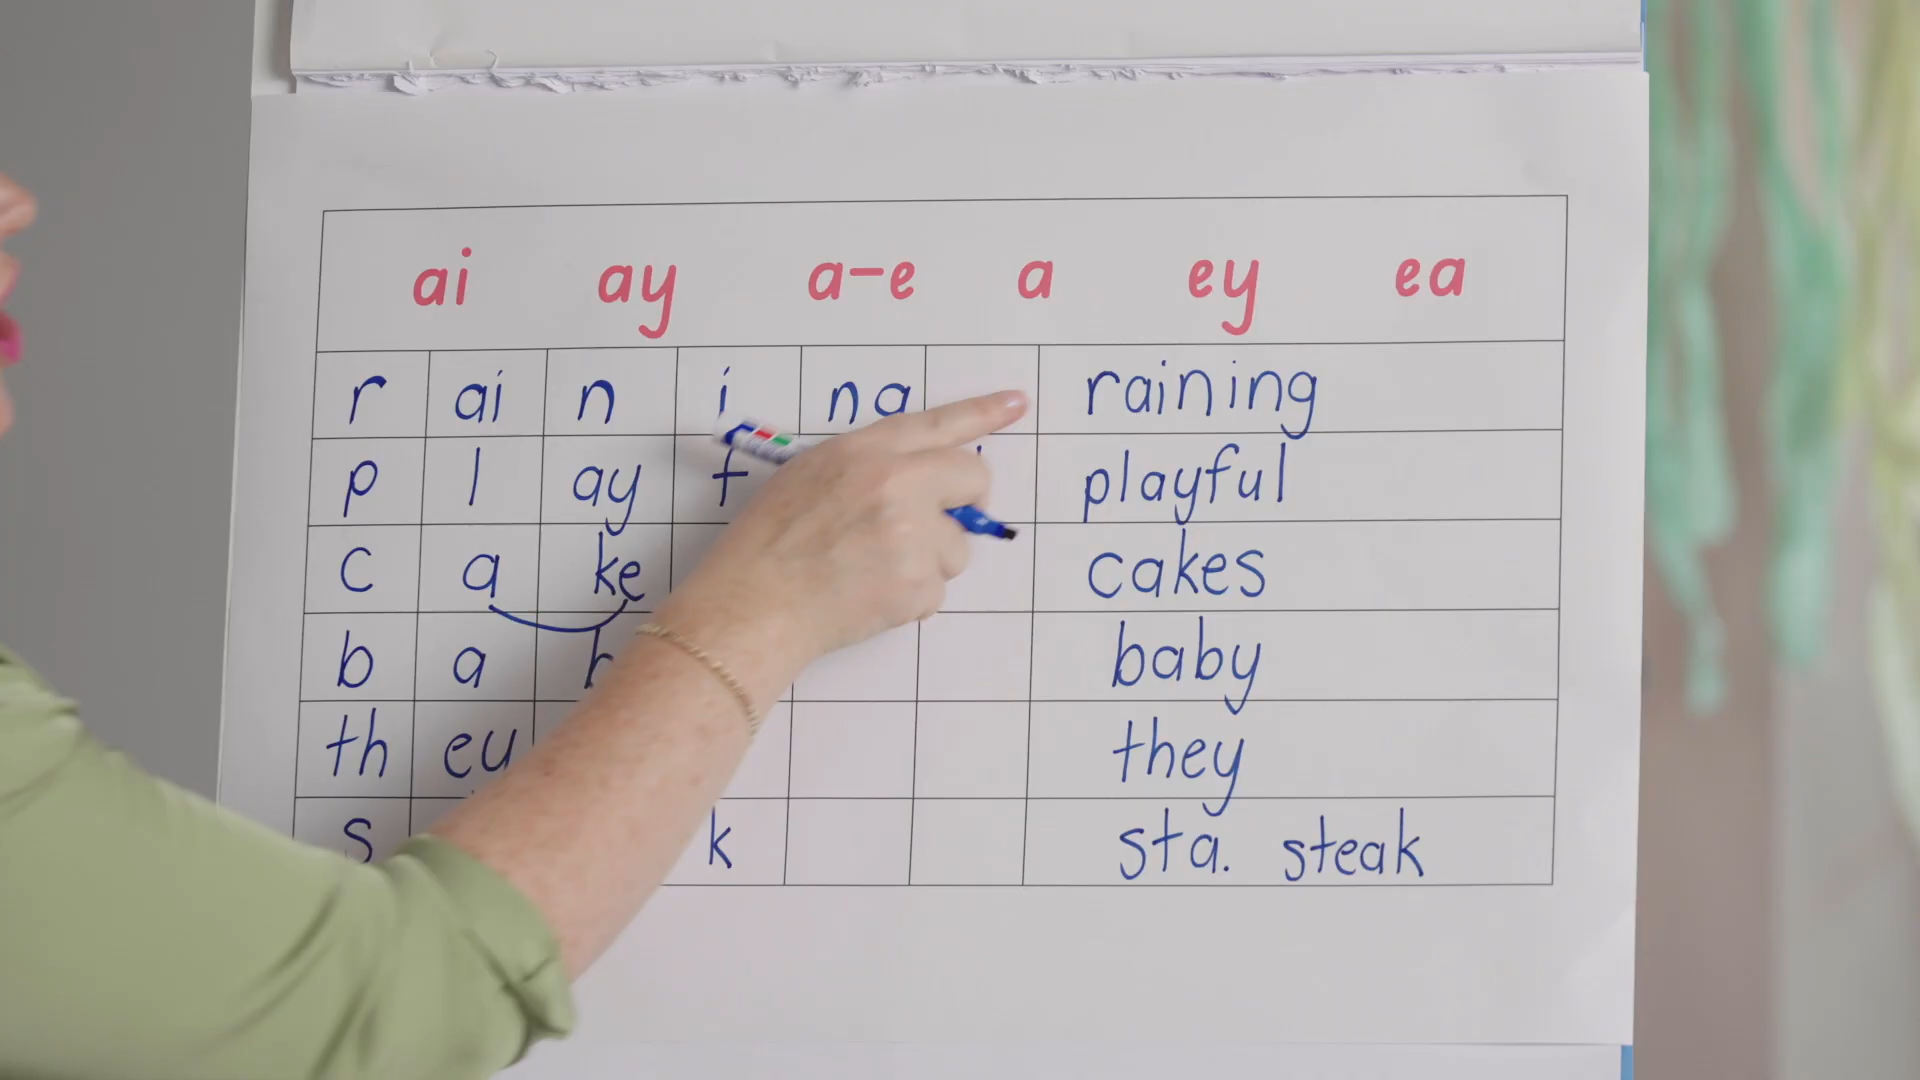 ai ay a-e a ey ea
r ai n i ng raining
p l ay f playful
c a ke cakes
b a baby
th ey they
s k sta. steak